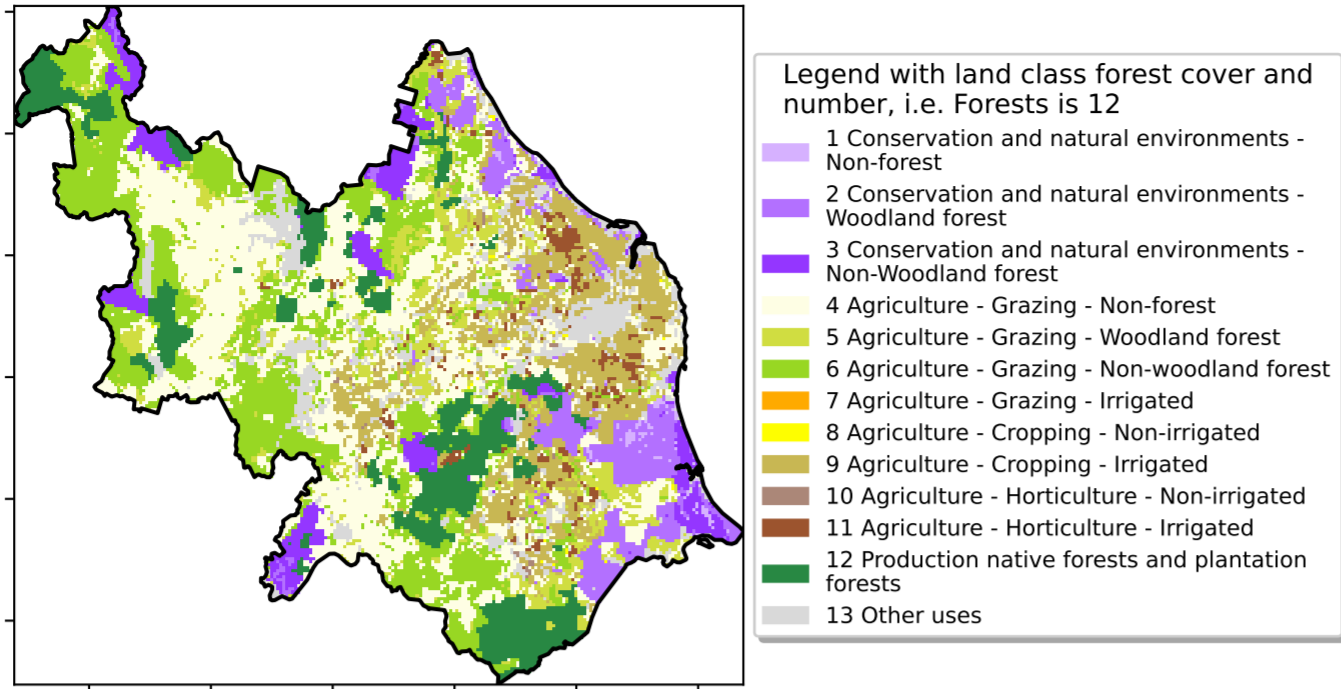 Legend with land class forest cover and
number, i.e. Forests is 12
1 Conservation and natural environments -
Non-forest
2 Conservation and natural environments -
Woodland forest
3 Conservation and natural environments -
Non-Woodland forest
4 Agriculture - Grazing - Non-forest
5 Agriculture - Grazing - Woodland forest
6 Agriculture - Grazing - Non-woodland forest
7 Agriculture - Grazing - Irrigated
8 Agriculture - Cropping - Non-irrigated
9 Agriculture - Cropping - Irrigated
10 Agriculture - Horticulture - Non-irrigated
11 Agriculture - Horticulture - Irrigated
12 Production native forests and plantation
forests
13 Other uses